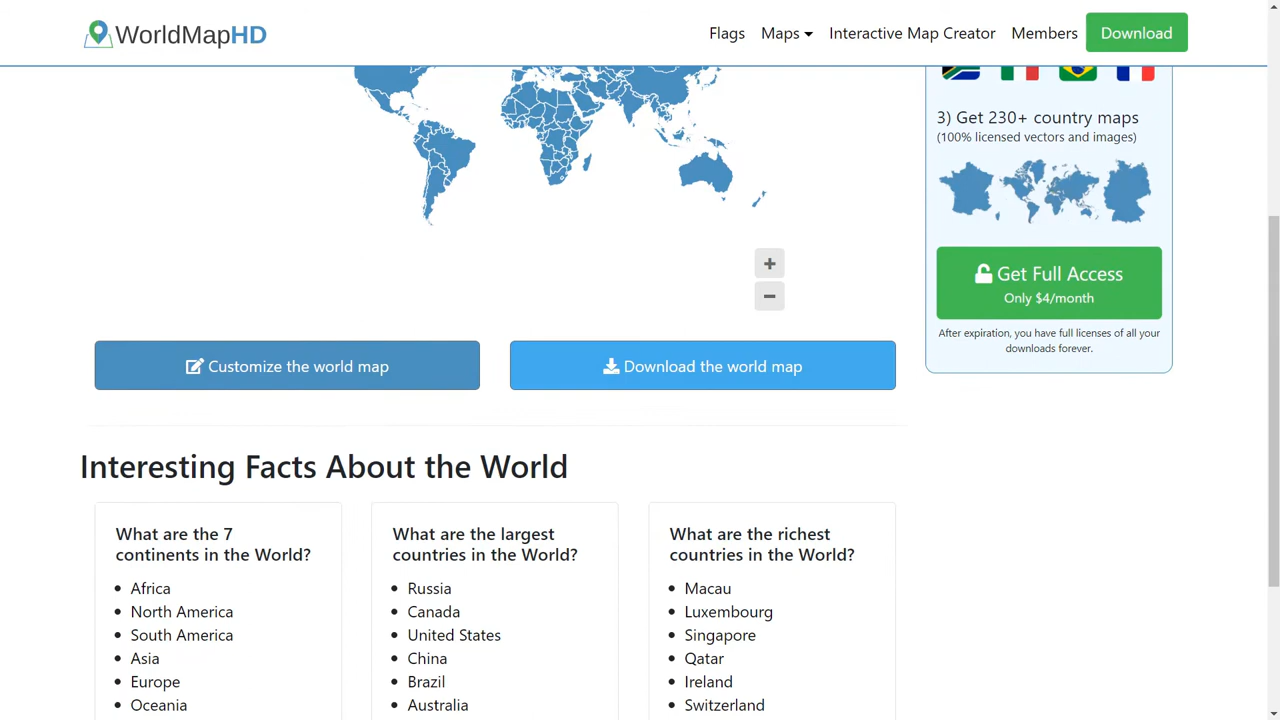 WorldMapHD
Flags
Maps
Interactive Map Creator
Members
Download
3) Get 230+ country maps
(100% licensed vectors and images)
Get Full Access
Only $4/month
After expiration, you have full licenses of all your
downloads forever.
+
−
Customize the world map
Download the world map
Interesting Facts About the World
What are the 7
continents in the World?
Africa
North America
South America
Asia
Europe
Oceania
What are the largest
countries in the World?
Russia
Canada
United States
China
Brazil
Australia
What are the richest
countries in the World?
Macau
Luxembourg
Singapore
Qatar
Ireland
Switzerland